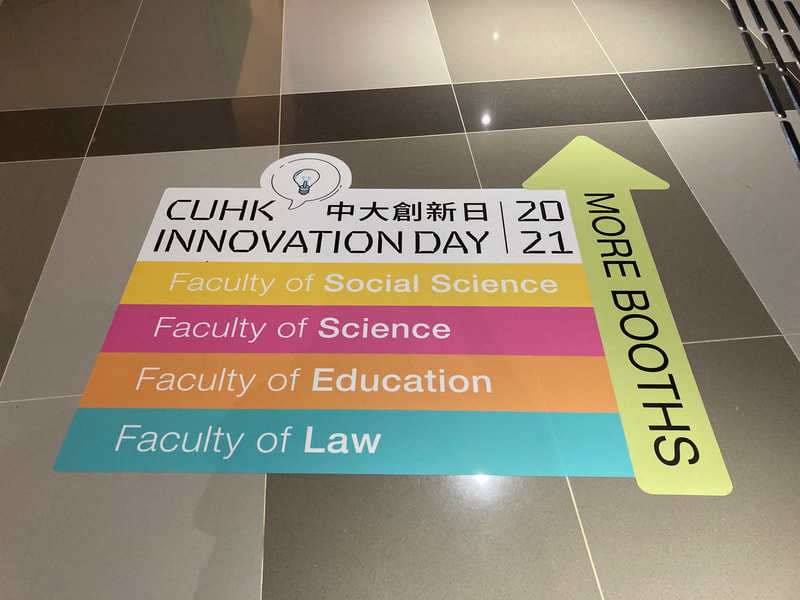 CUHK 中大創新日 20
INNOVATION DAY 21
Faculty of Social Science
Faculty of Science
Faculty of Education
Faculty of Law
MORE BOOTHS